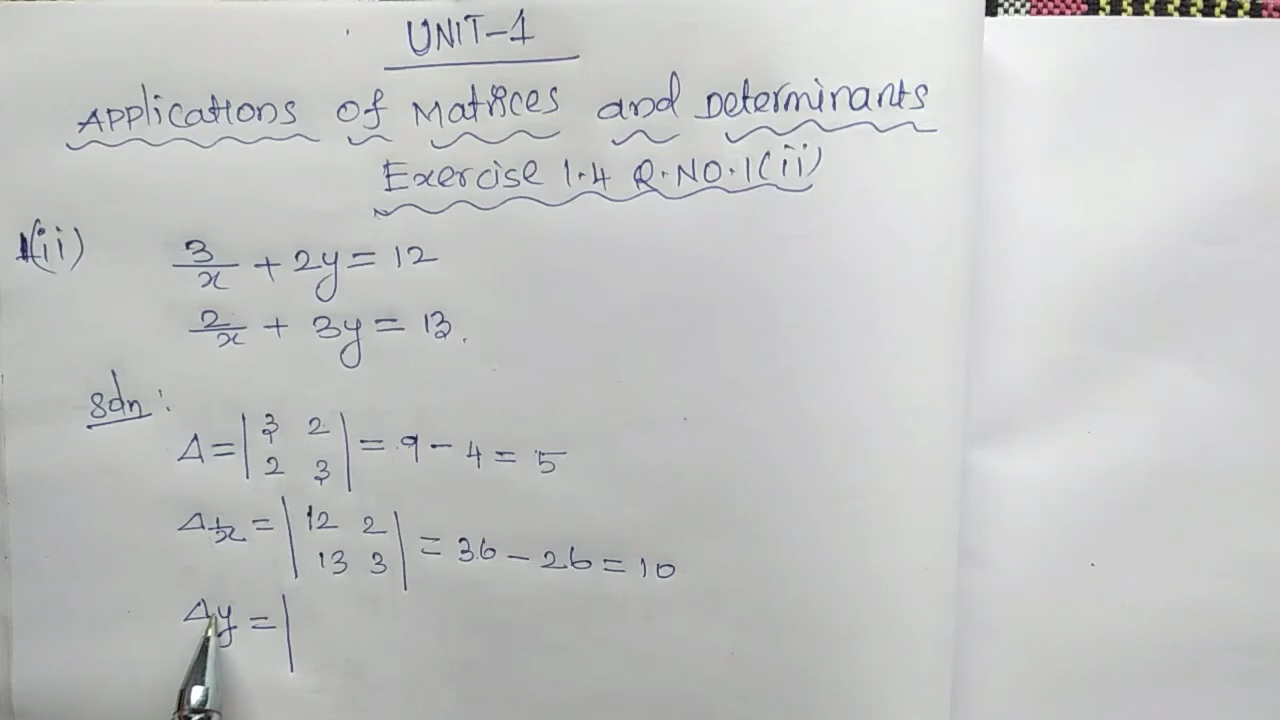 UNIT-1
Applications of Matrices and Determinants
Exercise 1.4 Q.NO.1(ii)
1(ii) 3/x + 2y = 12
2/x + 3y = 13.
Soln:
Δ = | 3 2 | = 9 - 4 = 5
| 2 3 |
Δ1/x = | 12 2 | = 36 - 26 = 10
| 13 3 |
Δy = |